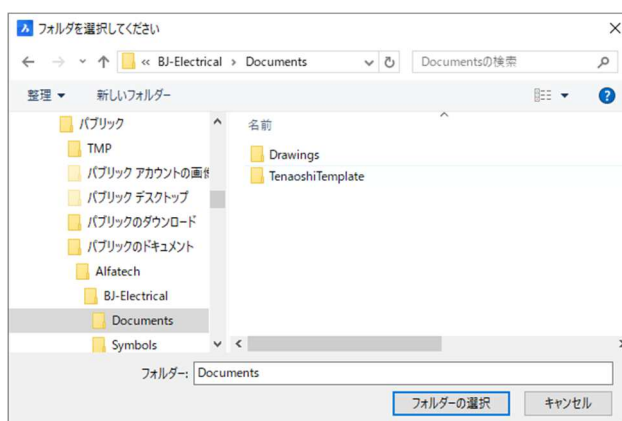 フォルダを選択してください
« BJ-Electrical › Documents
Documentsの検索
整理 新しいフォルダー
パブリック
TMP
パブリック アカウントの画像
パブリック デスクトップ
パブリックのダウンロード
パブリックのドキュメント
Alfatech
BJ-Electrical
Documents
Symbols
名前
Drawings
TenaoshiTemplate
フォルダー: Documents
フォルダーの選択 キャンセル